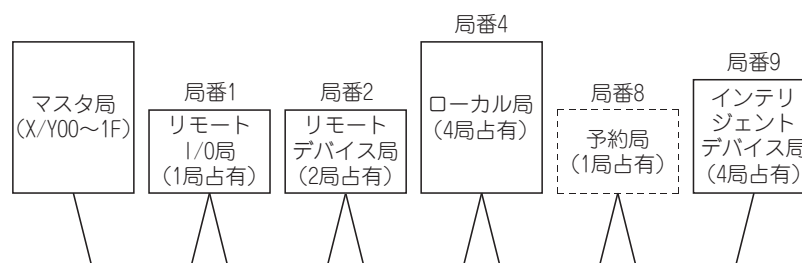 マスタ局
(X/Y00～1F)
局番1
リモート
I/O局
(1局占有)
局番2
リモート
デバイス局
(2局占有)
局番4
ローカル局
(4局占有)
局番8
予約局
(1局占有)
局番9
インテリ
ジェント
デバイス局
(4局占有)